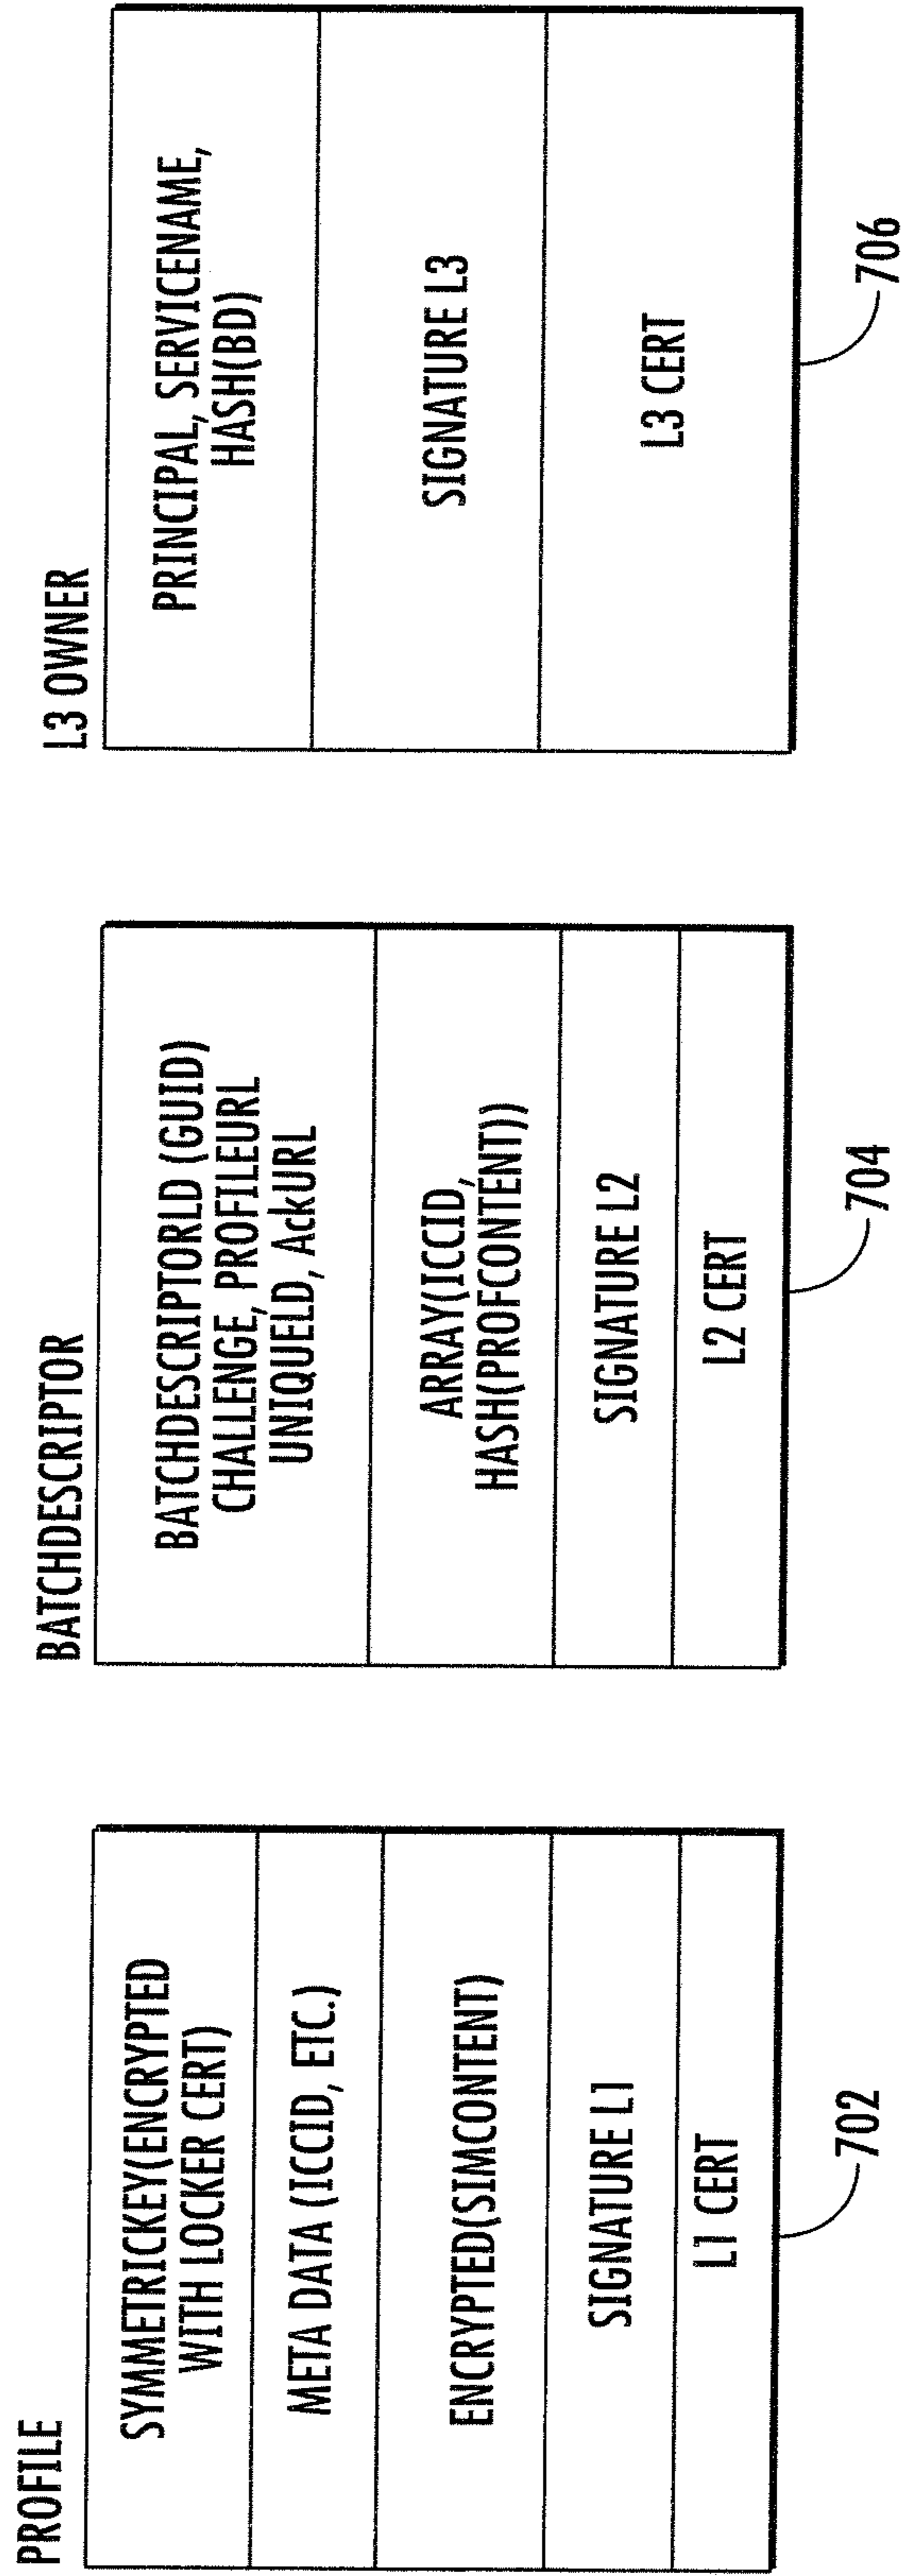 PROFILE
SYMMETRICKEY(ENCRYPTED
WITH LOCKER CERT)
META DATA (ICCID, ETC.)
ENCRYPTED(SIMCONTENT)
SIGNATURE L1
L1 CERT
702
BATCHDESCRIPTOR
BATCHDESCRIPTORLD (GUID)
CHALLENGE, PROFILEURL
UNIQUELD, AckURL
ARRAY(ICCID,
HASH(PROFCONTENT))
SIGNATURE L2
L2 CERT
704
L3 OWNER
PRINCIPAL, SERVICENAME,
HASH(BD)
SIGNATURE L3
L3 CERT
706